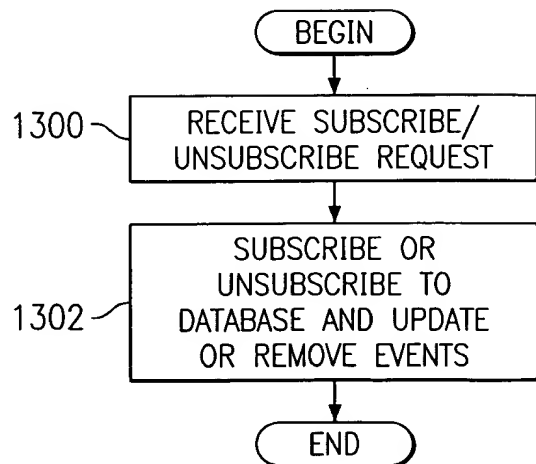 BEGIN
1300
RECEIVE SUBSCRIBE/
UNSUBSCRIBE REQUEST
1302
SUBSCRIBE OR
UNSUBSCRIBE TO
DATABASE AND UPDATE
OR REMOVE EVENTS
END